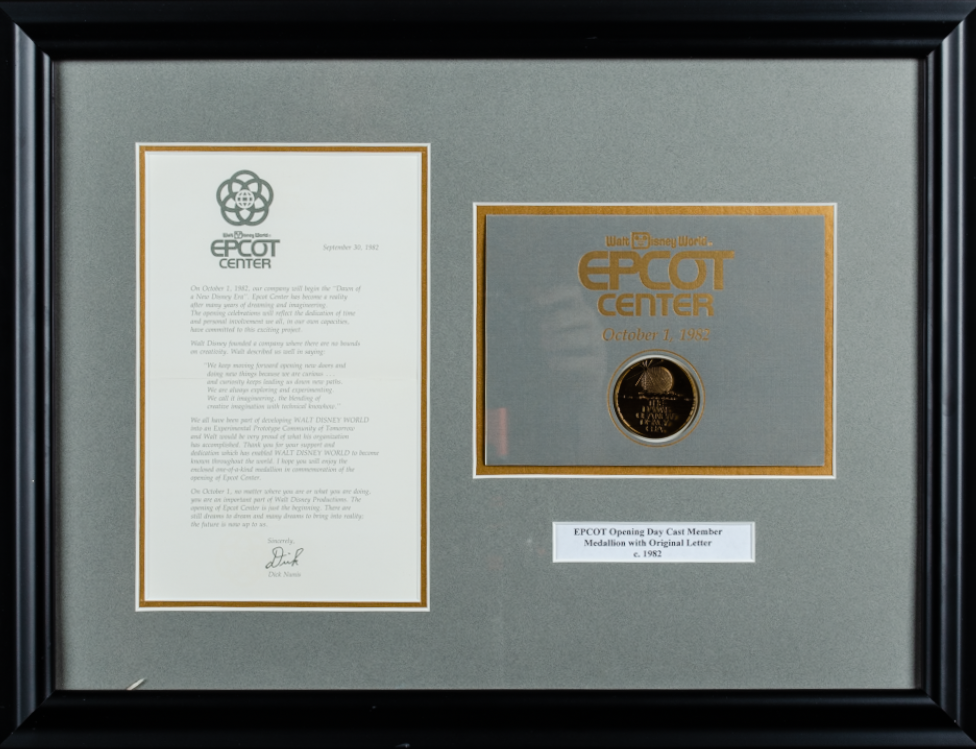 Walt Disney World
EPCOT
CENTER
September 30, 1982
On October 1, 1982, our company will begin the "Dawn of
a New Disney Era" Epcot Center has become a reality
after many years of dreaming and imagineering.
The opening celebrations will reflect the dedication of time
and personal involvement we all, in our own capacities,
have committed to this exciting project.
Walt Disney founded a company where there are no bounds
on creativity. Walt described us well in saying:
"We keep moving forward opening new doors and
doing new things because we are curious . . .
and curiosity keeps leading us down new paths.
We are always exploring and experimenting
We call it imagineering, the blending of
creative imagination with technical knowhow."
We all have been part of developing WALT DISNEY WORLD
into an Experimental Prototype Community of Tomorrow
and Walt would be very proud of what his organization
has accomplished. Thank you for your support and
dedication which has enabled WALT DISNEY WORLD to become
known throughout the world. I hope you will enjoy the
enclosed one-of-a-kind medallion in commemoration of the
opening of Epcot Center.
On October 1, no matter where you are or what you are doing,
you are an important part of Walt Disney Productions. The
opening of Epcot Center is just the beginning. There are
still dreams to dream and many dreams to bring into reality
the future is now up to us.
Sincerely,
Dick
Dick Nunis
Walt Disney World
EPCOT
CENTER
October 1, 1982
EPCOT Opening Day Cast Member
Medallion with Original Letter
c. 1982